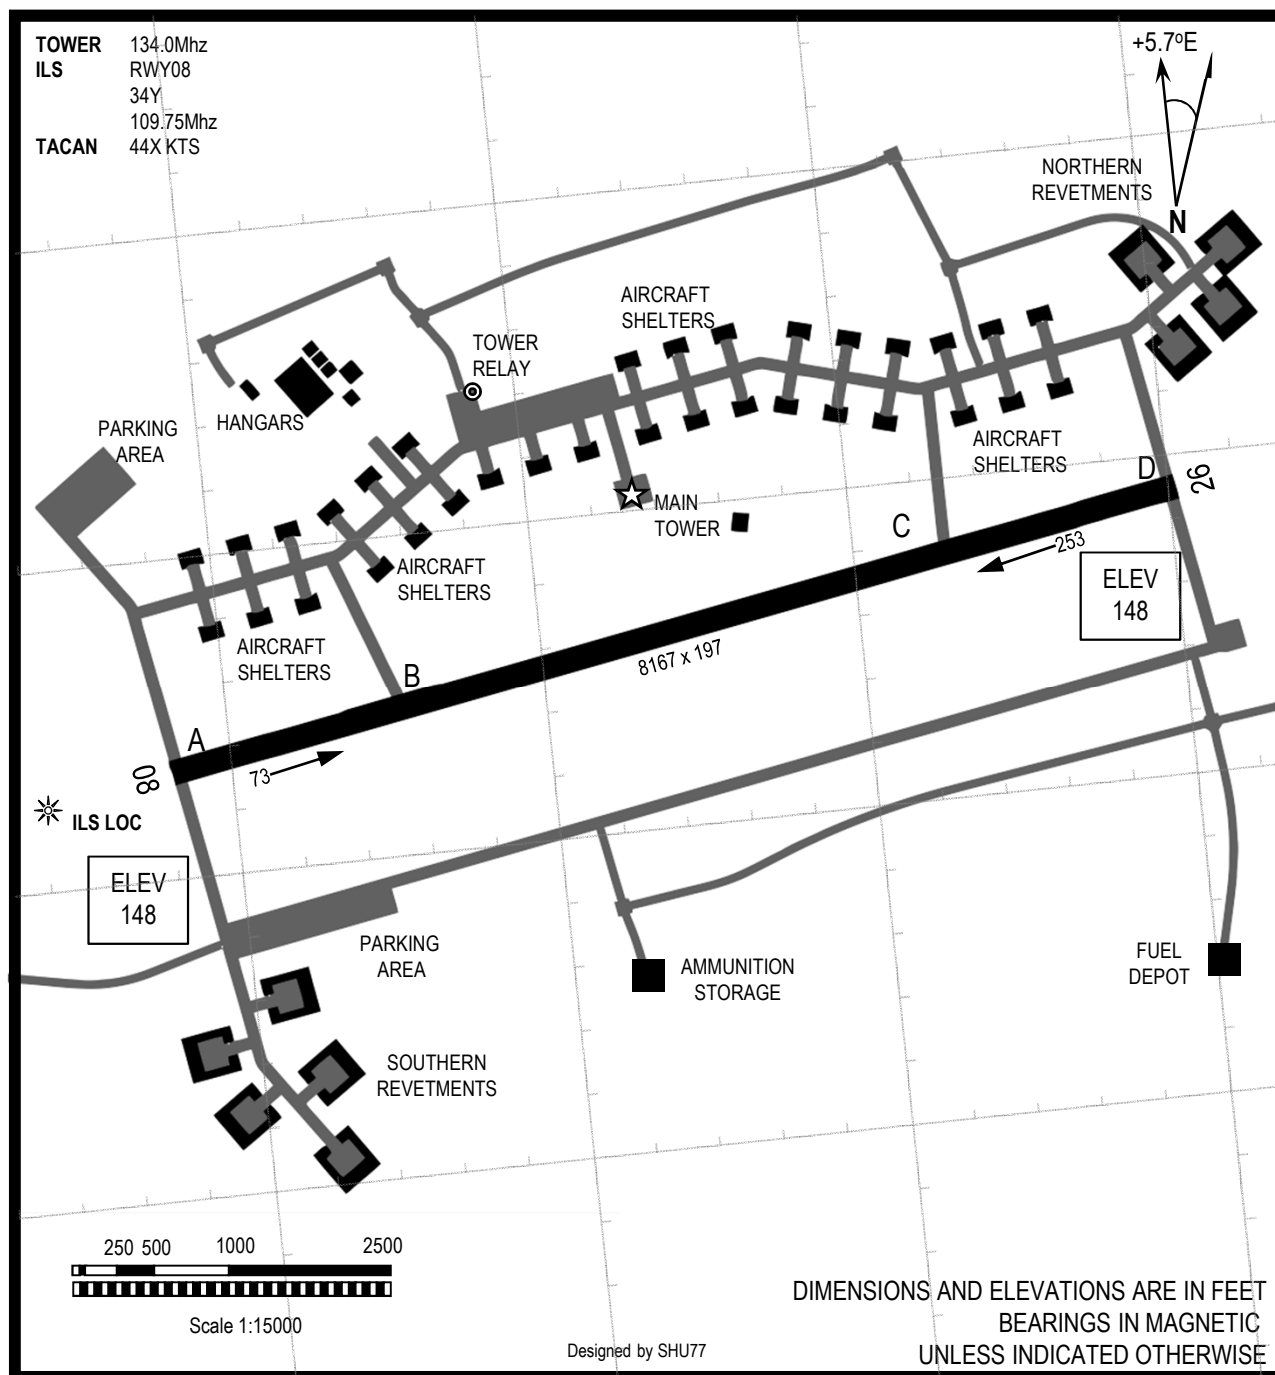 TOWER 134.0Mhz
ILS RWY08
34Y
109.75Mhz
TACAN 44X KTS
+5.7ºE
N
NORTHERN
REVETMENTS
AIRCRAFT
SHELTERS
TOWER
RELAY
HANGARS
PARKING
AREA
AIRCRAFT
SHELTERS
D
26
MAIN
TOWER
C
253
AIRCRAFT
SHELTERS
ELEV
148
AIRCRAFT
SHELTERS
B
8167 x 197
A
08
73
ILS LOC
ELEV
148
PARKING
AREA
AMMUNITION
STORAGE
FUEL
DEPOT
SOUTHERN
REVETMENTS
250 500 1000 2500
Scale 1:15000
Designed by SHU77
DIMENSIONS AND ELEVATIONS ARE IN FEET
BEARINGS IN MAGNETIC
UNLESS INDICATED OTHERWISE